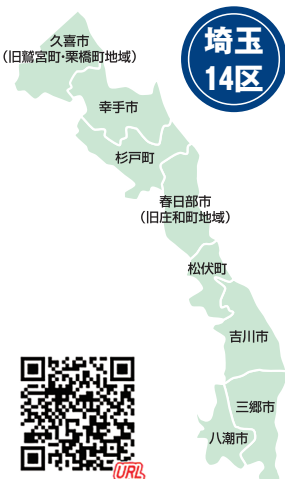 埼玉
14区
久喜市
（旧鷲宮町・栗橋町地域）
幸手市
杉戸町
春日部市
（旧庄和町地域）
松伏町
吉川市
三郷市
八潮市
URL